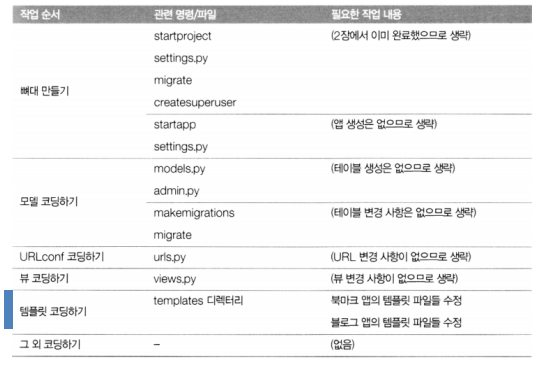 작업 순서 관련 명령/파일 필요한 작업 내용
뼈대 만들기 startproject (2장에서 이미 완료했으므로 생략)
settings.py
migrate
createsuperuser
startapp (앱 생성은 없으므로 생략)
settings.py
모델 코딩하기 models.py (테이블 생성은 없으므로 생략)
admin.py
makemigrations (테이블 변경 사항은 없으므로 생략)
migrate
URLconf 코딩하기 urls.py (URL 변경 사항이 없으므로 생략)
뷰 코딩하기 views.py (뷰 변경 사항이 없으므로 생략)
템플릿 코딩하기 templates 디렉터리 북마크 앱의 템플릿 파일들 수정
블로그 앱의 템플릿 파일들 수정
그 외 코딩하기 – (없음)